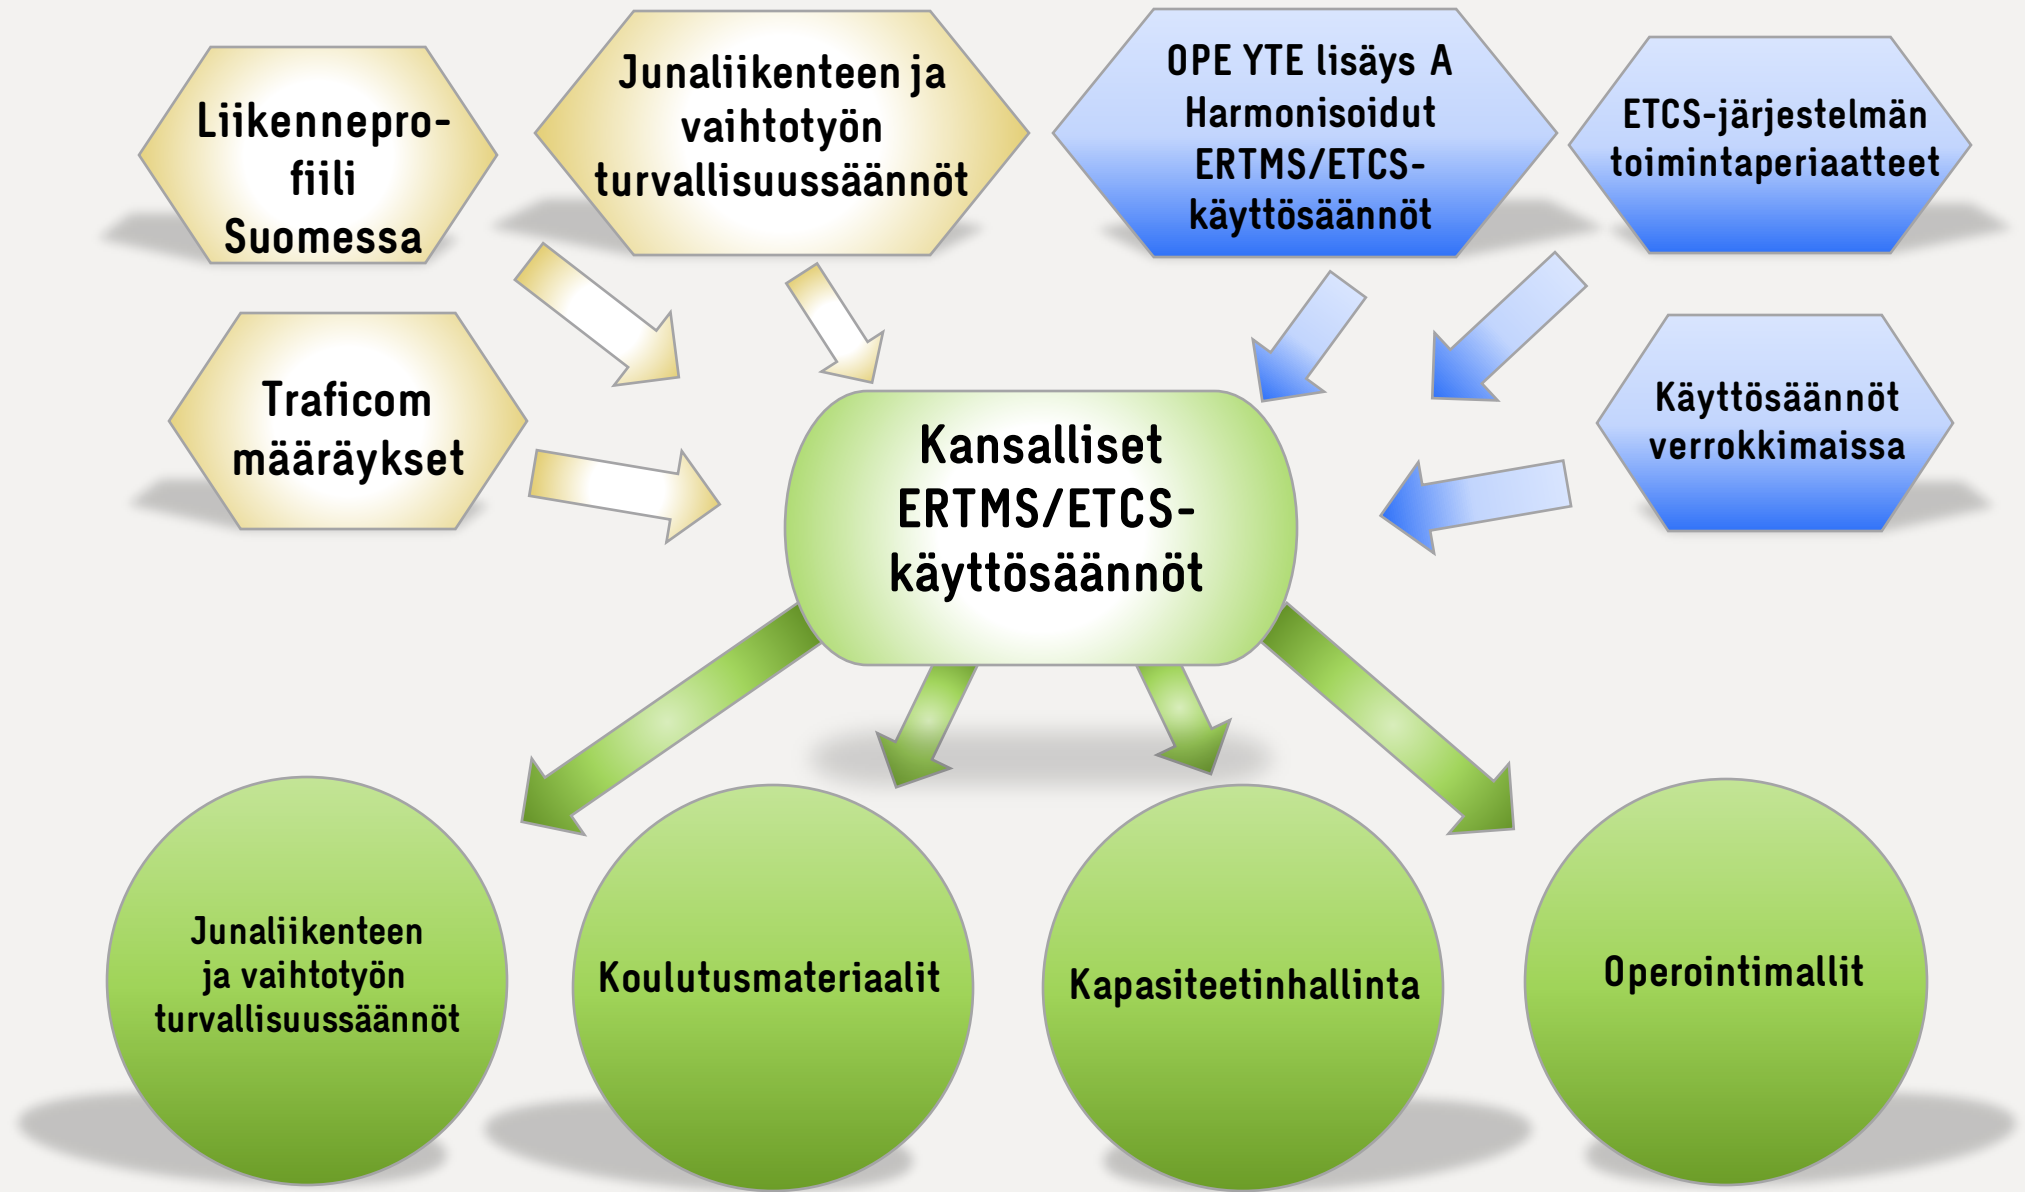 Liikennepro-
fiili
Suomessa
Junaliikenteen ja
vaihtotyön
turvallisuussäännöt
OPE YTE lisäys A
Harmonisoidut
ERTMS/ETCS-
käyttösäännöt
ETCS-järjestelmän
toimintaperiaatteet
Traficom
määräykset
Käyttösäännöt
verrokkimaissa
Kansalliset
ERTMS/ETCS-
käyttösäännöt
Junaliikenteen
ja vaihtotyön
turvallisuussäännöt
Koulutusmateriaalit
Kapasiteetinhallinta
Operointimallit